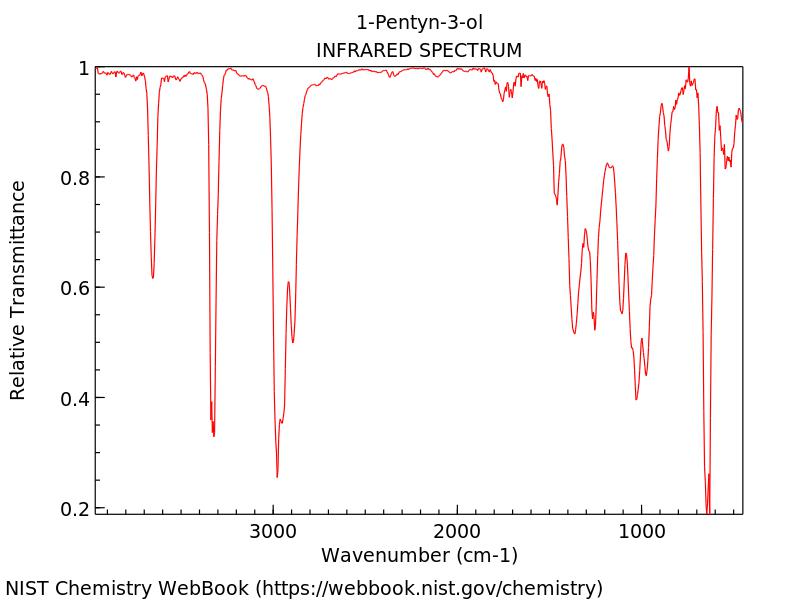 1-Pentyn-3-ol
INFRARED SPECTRUM
1
0.8
0.6
0.4
0.2
Relative Transmittance
3000 2000 1000
Wavenumber (cm-1)
NIST Chemistry WebBook (https://webbook.nist.gov/chemistry)